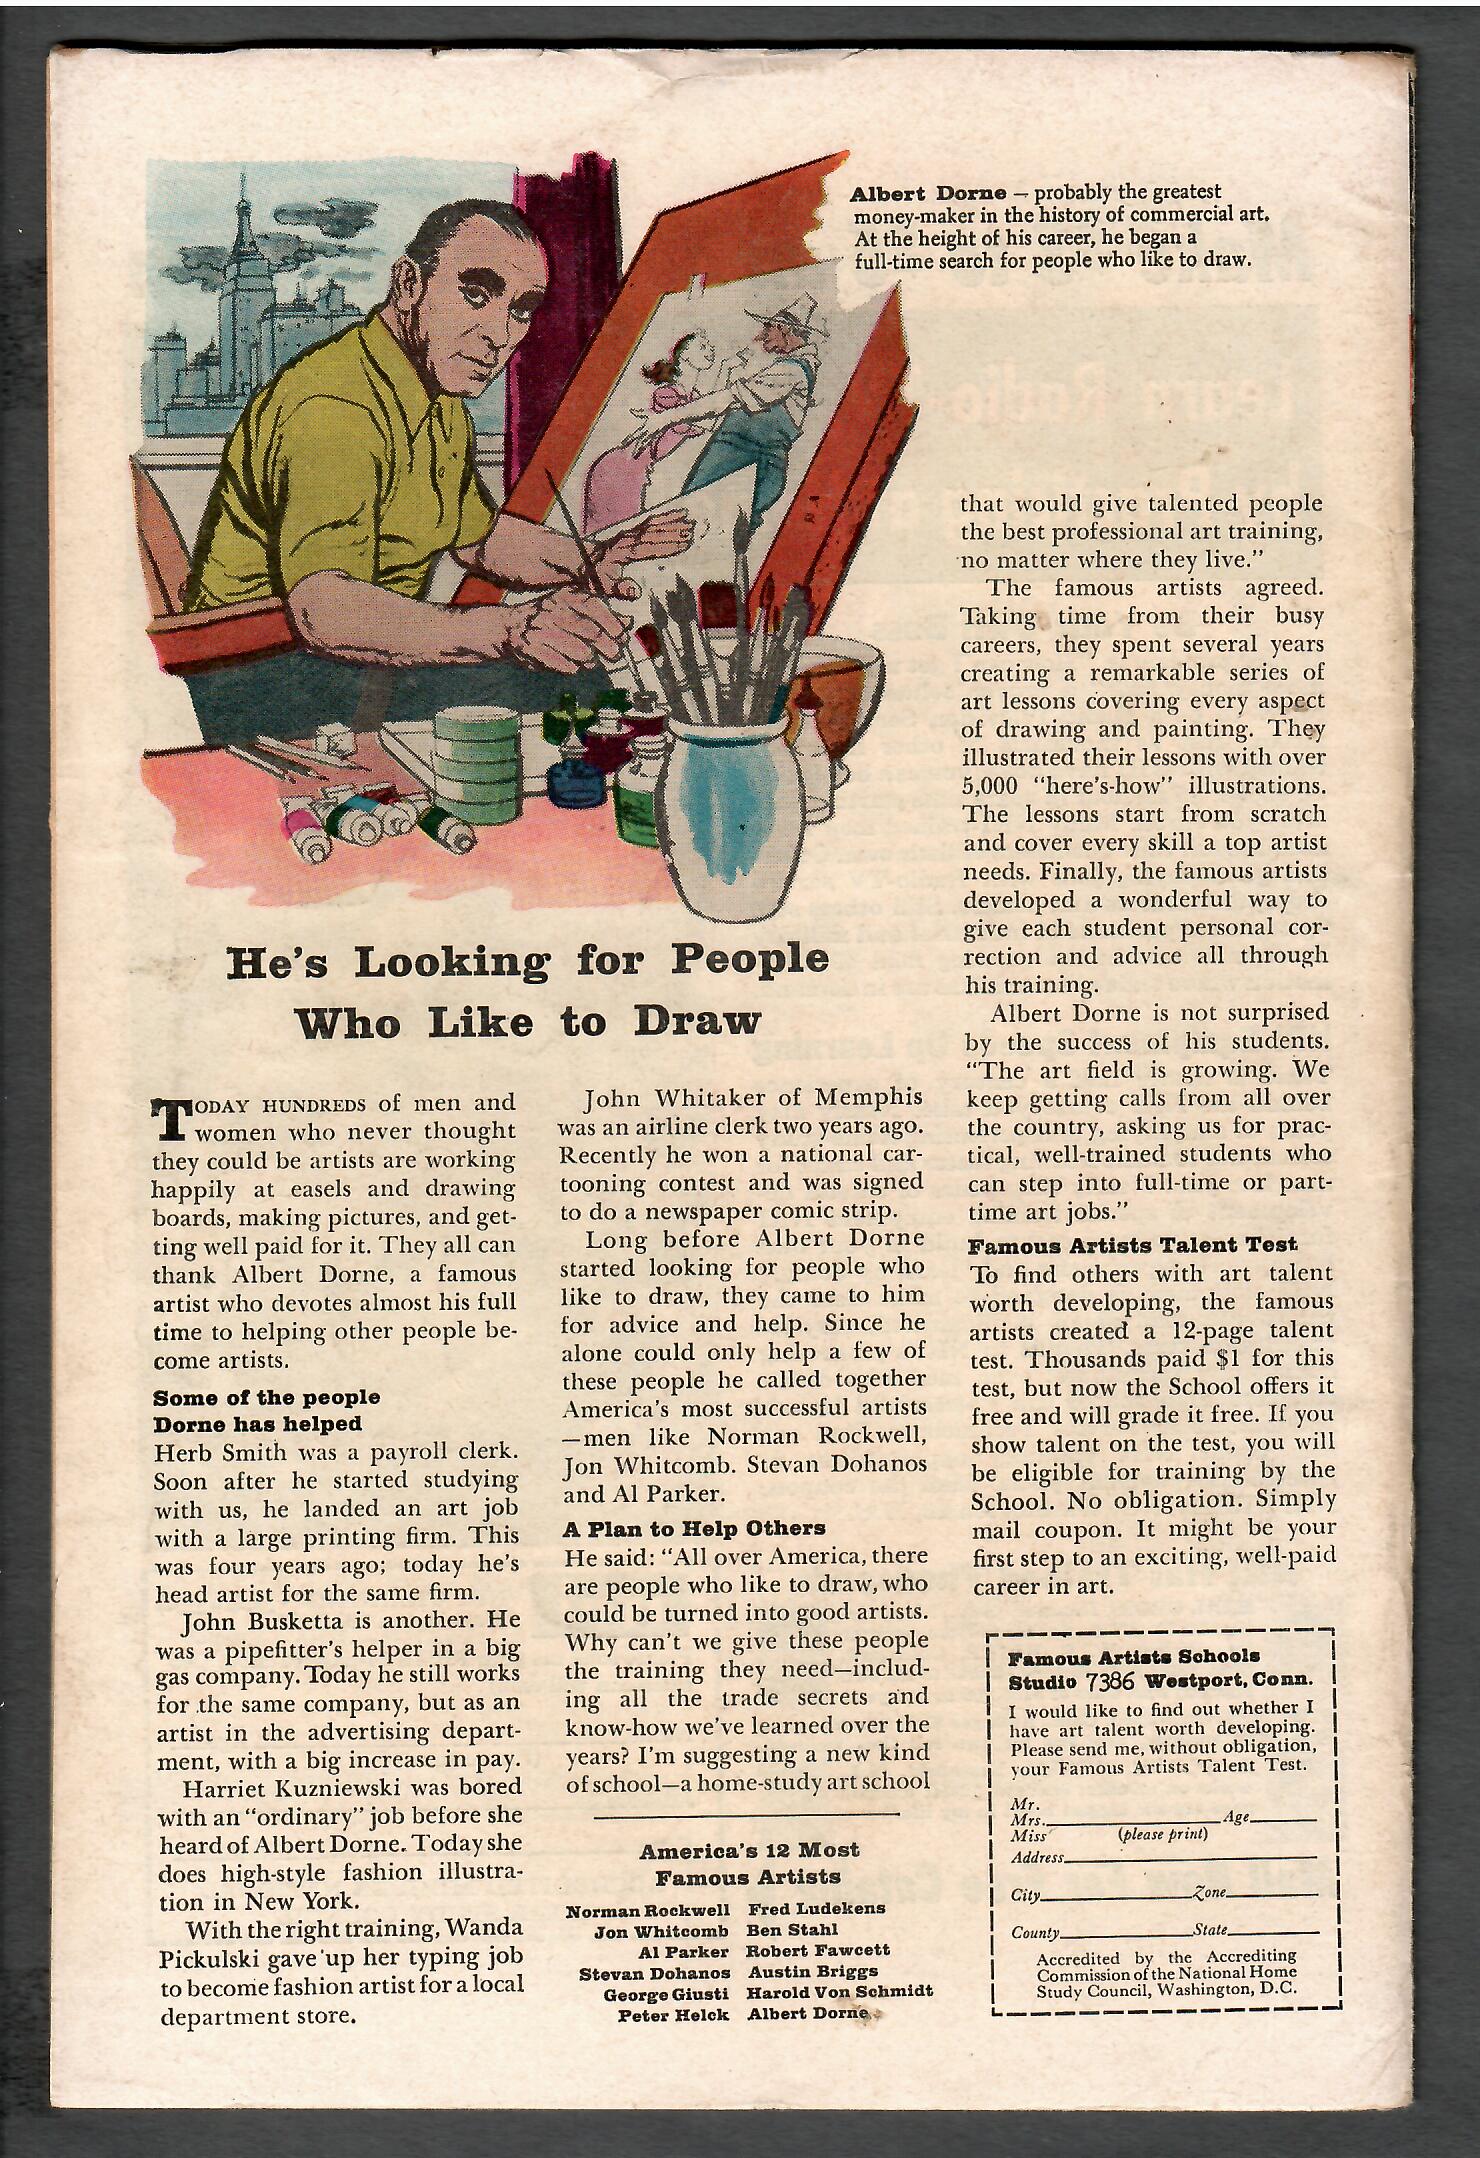 Albert Dorne — probably the greatest
money-maker in the history of commercial art.
At the height of his career, he began a
full-time search for people who like to draw.
He's Looking for People
Who Like to Draw
TODAY HUNDREDS of men and
women who never thought
they could be artists are working
happily at easels and drawing
boards, making pictures, and get-
ting well paid for it. They all can
thank Albert Dorne, a famous
artist who devotes almost his full
time to helping other people be-
come artists.
Some of the people
Dorne has helped
Herb Smith was a payroll clerk.
Soon after he started studying
with us, he landed an art job
with a large printing firm. This
was four years ago; today he's
head artist for the same firm.
John Busketta is another. He
was a pipefitter's helper in a big
gas company. Today he still works
for the same company, but as an
artist in the advertising depart-
ment, with a big increase in pay.
Harriet Kuzniewski was bored
with an "ordinary" job before she
heard of Albert Dorne. Today she
does high-style fashion illustra-
tion in New York.
With the right training, Wanda
Pickulski gave up her typing job
to become fashion artist for a local
department store.
John Whitaker of Memphis
was an airline clerk two years ago.
Recently he won a national car-
tooning contest and was signed
to do a newspaper comic strip.
Long before Albert Dorne
started looking for people who
like to draw, they came to him
for advice and help. Since he
alone could only help a few of
these people he called together
America's most successful artists
—men like Norman Rockwell,
Jon Whitcomb. Stevan Dohanos
and Al Parker.
A Plan to Help Others
He said: "All over America, there
are people who like to draw, who
could be turned into good artists.
Why can't we give these people
the training they need—includ-
ing all the trade secrets and
know-how we've learned over the
years? I'm suggesting a new kind
of school—a home-study art school
America's 12 Most
Famous Artists
Norman Rockwell Fred Ludekens
Jon Whitcomb Ben Stahl
Al Parker Robert Fawcett
Stevan Dohanos Austin Briggs
George Giusti Harold Von Schmidt
Peter Helck Albert Dorne
that would give talented people
the best professional art training,
no matter where they live."
The famous artists agreed.
Taking time from their busy
careers, they spent several years
creating a remarkable series of
art lessons covering every aspect
of drawing and painting. They
illustrated their lessons with over
5,000 "here's-how" illustrations.
The lessons start from scratch
and cover every skill a top artist
needs. Finally, the famous artists
developed a wonderful way to
give each student personal cor-
rection and advice all through
his training.
Albert Dorne is not surprised
by the success of his students.
"The art field is growing. We
keep getting calls from all over
the country, asking us for prac-
tical, well-trained students who
can step into full-time or part-
time art jobs."
Famous Artists Talent Test
To find others with art talent
worth developing, the famous
artists created a 12-page talent
test. Thousands paid $1 for this
test, but now the School offers it
free and will grade it free. If you
show talent on the test, you will
be eligible for training by the
School. No obligation. Simply
mail coupon. It might be your
first step to an exciting, well-paid
career in art.
Famous Artists Schools
Studio 7386 Westport, Conn.
I would like to find out whether I
have art talent worth developing.
Please send me, without obligation,
your Famous Artists Talent Test.
Mr.
Mrs. Age
Miss (please print)
Address
City Zone
County State
Accredited by the Accrediting
Commission of the National Home
Study Council, Washington, D.C.